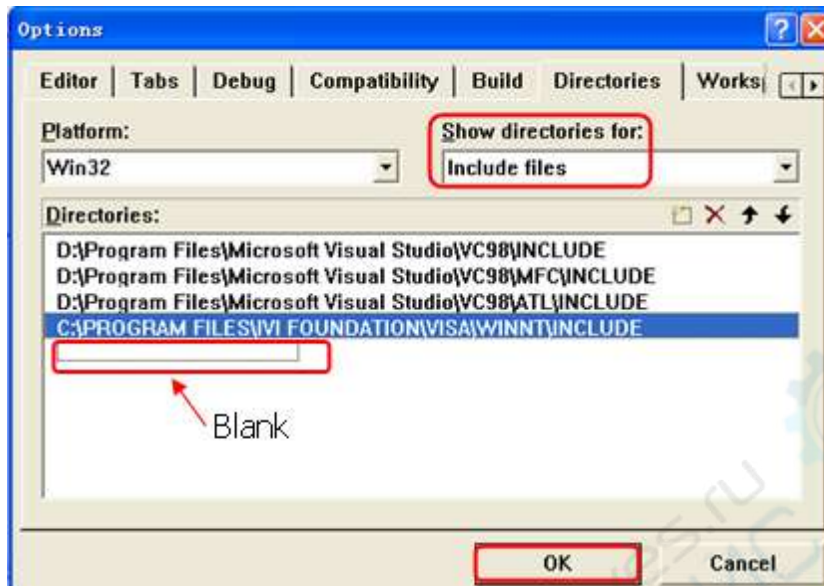 Options
Editor Tabs Debug Compatibility Build Directories
Platform: Show directories for:
Win32 Include files
Directories:
D:\Program Files\Microsoft Visual Studio\VC98\INCLUDE
D:\Program Files\Microsoft Visual Studio\VC98\MFC\INCLUDE
D:\Program Files\Microsoft Visual Studio\VC98\ATL\INCLUDE
C:\PROGRAM FILES\IVI FOUNDATION\VISA\WINNT\INCLUDE
Blank
OK Cancel